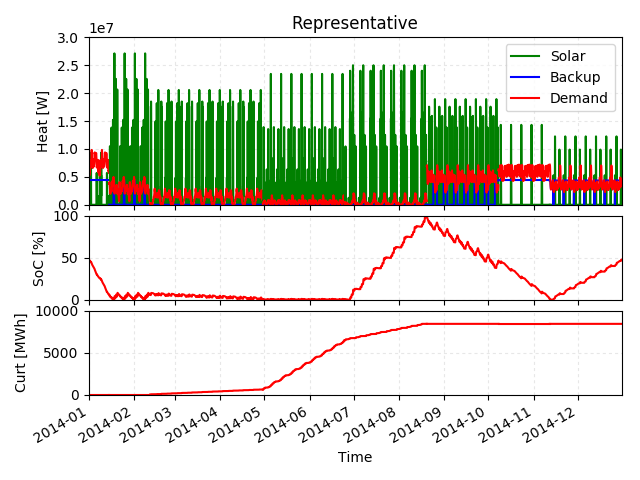 Representative
1e7
3.0
2.5
2.0
1.5
1.0
0.5
0.0
Heat [W]
Solar
Backup
Demand
100
50
0
SoC [%]
10000
5000
0
Curt [MWh]
2014-01
2014-02
2014-03
2014-04
2014-05
2014-06
2014-07
2014-08
2014-09
2014-10
2014-11
2014-12
Time